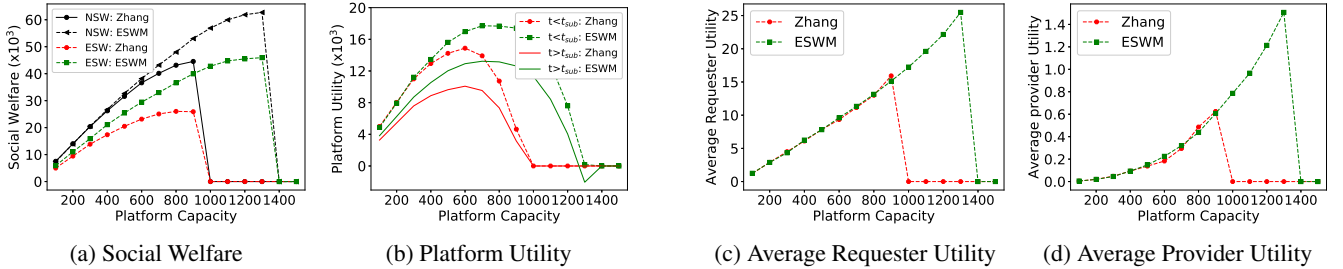 Social Welfare (x10³)
60
50
40
30
20
10
0
200 400 600 800 1000 1200 1400
Platform Capacity
NSW: Zhang
NSW: ESWM
ESW: Zhang
ESW: ESWM
(a) Social Welfare
Platform Utility (x10³)
20
16
12
8
4
0
200 400 600 800 1000 1200 1400
Platform Capacity
t<t_sub: Zhang
t<t_sub: ESWM
t>t_sub: Zhang
t>t_sub: ESWM
(b) Platform Utility
Average Requester Utility
25
20
15
10
5
0
200 400 600 800 1000 1200 1400
Platform Capacity
Zhang
ESWM
(c) Average Requester Utility
Average provider Utility
1.4
1.2
1.0
0.8
0.6
0.4
0.2
0.0
200 400 600 800 1000 1200 1400
Platform Capacity
Zhang
ESWM
(d) Average Provider Utility